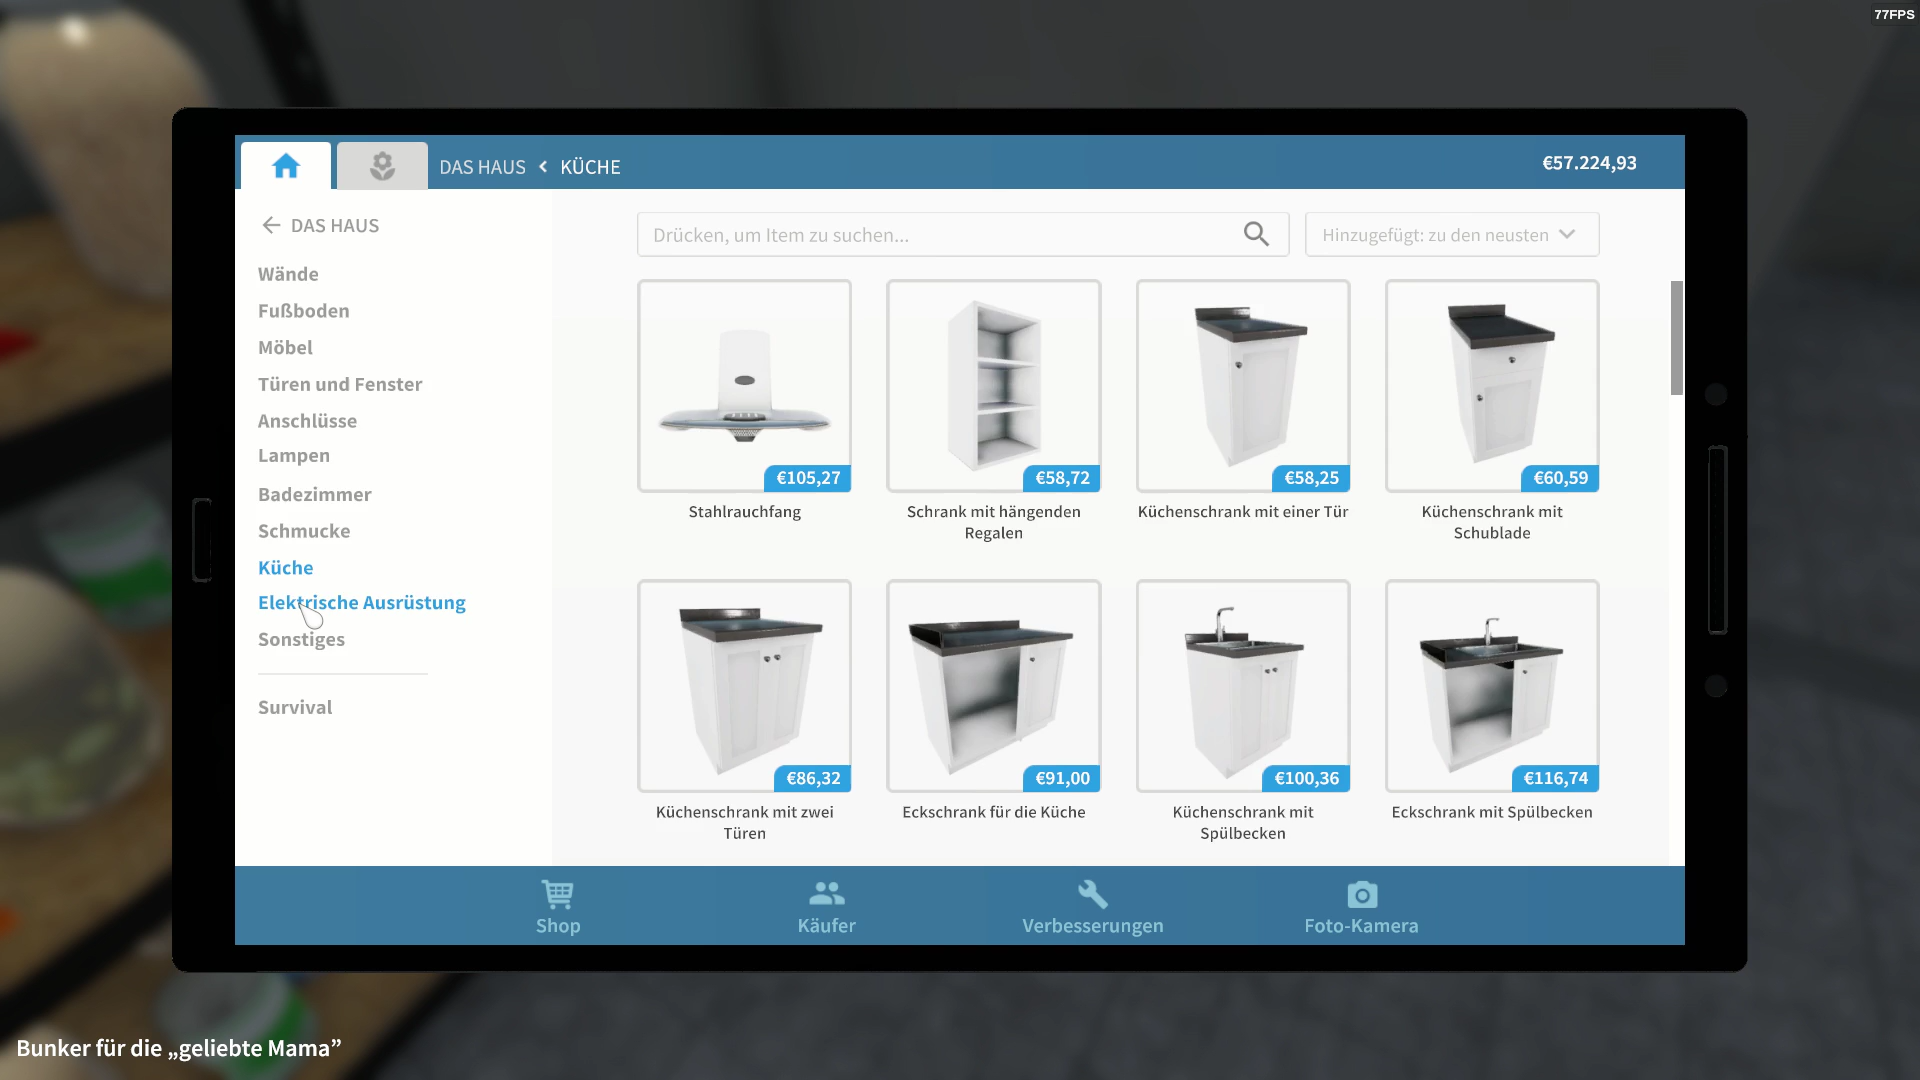 77FPS
DAS HAUS < KÜCHE
€57.224,93
← DAS HAUS
Wände
Fußboden
Möbel
Türen und Fenster
Anschlüsse
Lampen
Badezimmer
Schmucke
Küche
Elektrische Ausrüstung
Sonstiges
Survival
Drücken, um Item zu suchen...
Hinzugefügt: zu den neusten
€105,27
Stahlrauchfang
€58,72
Schrank mit hängenden
Regalen
€58,25
Küchenschrank mit einer Tür
€60,59
Küchenschrank mit
Schublade
€86,32
Küchenschrank mit zwei
Türen
€91,00
Eckschrank für die Küche
€100,36
Küchenschrank mit
Spülbecken
€116,74
Eckschrank mit Spülbecken
Shop
Käufer
Verbesserungen
Foto-Kamera
Bunker für die „geliebte Mama”